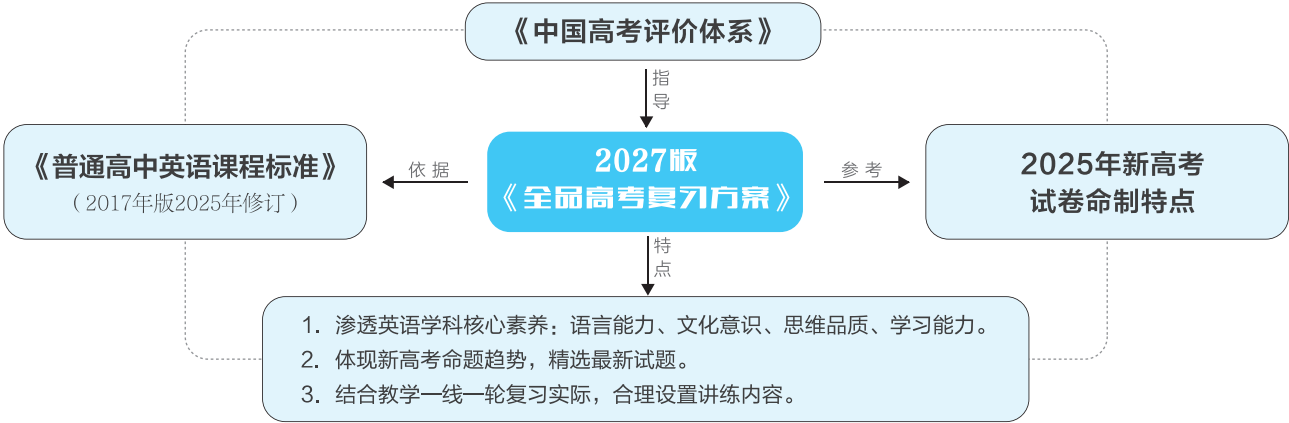 《中国高考评价体系》
指
导
《普通高中英语课程标准》
（2017年版2025年修订）
依 据
2027版
《全品高考复习方案》
参 考
2025年新高考
试卷命制特点
特
点
1. 渗透英语学科核心素养：语言能力、文化意识、思维品质、学习能力。
2. 体现新高考命题趋势，精选最新试题。
3. 结合教学一线一轮复习实际，合理设置讲练内容。